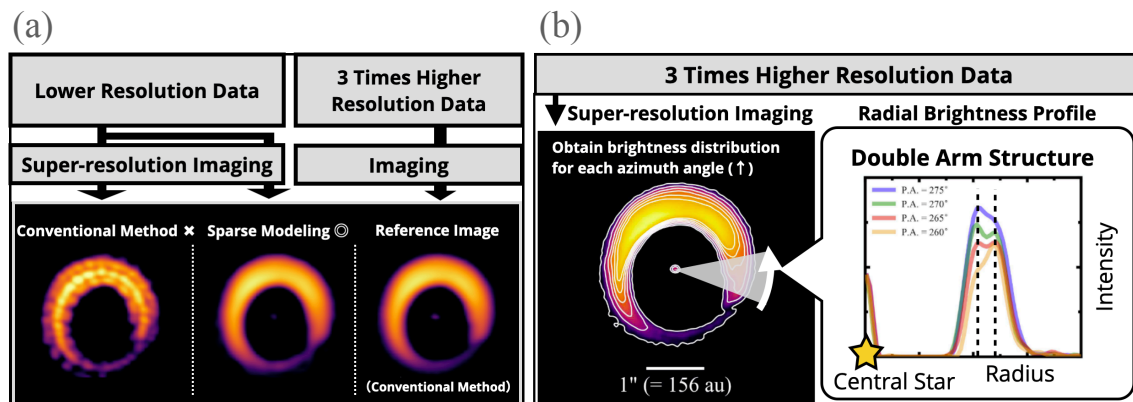 (a)
Lower Resolution Data
3 Times Higher
Resolution Data
Super-resolution Imaging
Imaging
Conventional Method ✖
Sparse Modeling ◎
Reference Image
(Conventional Method)
(b)
3 Times Higher Resolution Data
Super-resolution Imaging
Obtain brightness distribution
for each azimuth angle (↑)
1" (= 156 au)
Radial Brightness Profile
Double Arm Structure
P.A. = 275°
P.A. = 270°
P.A. = 265°
P.A. = 260°
Intensity
Central Star
Radius